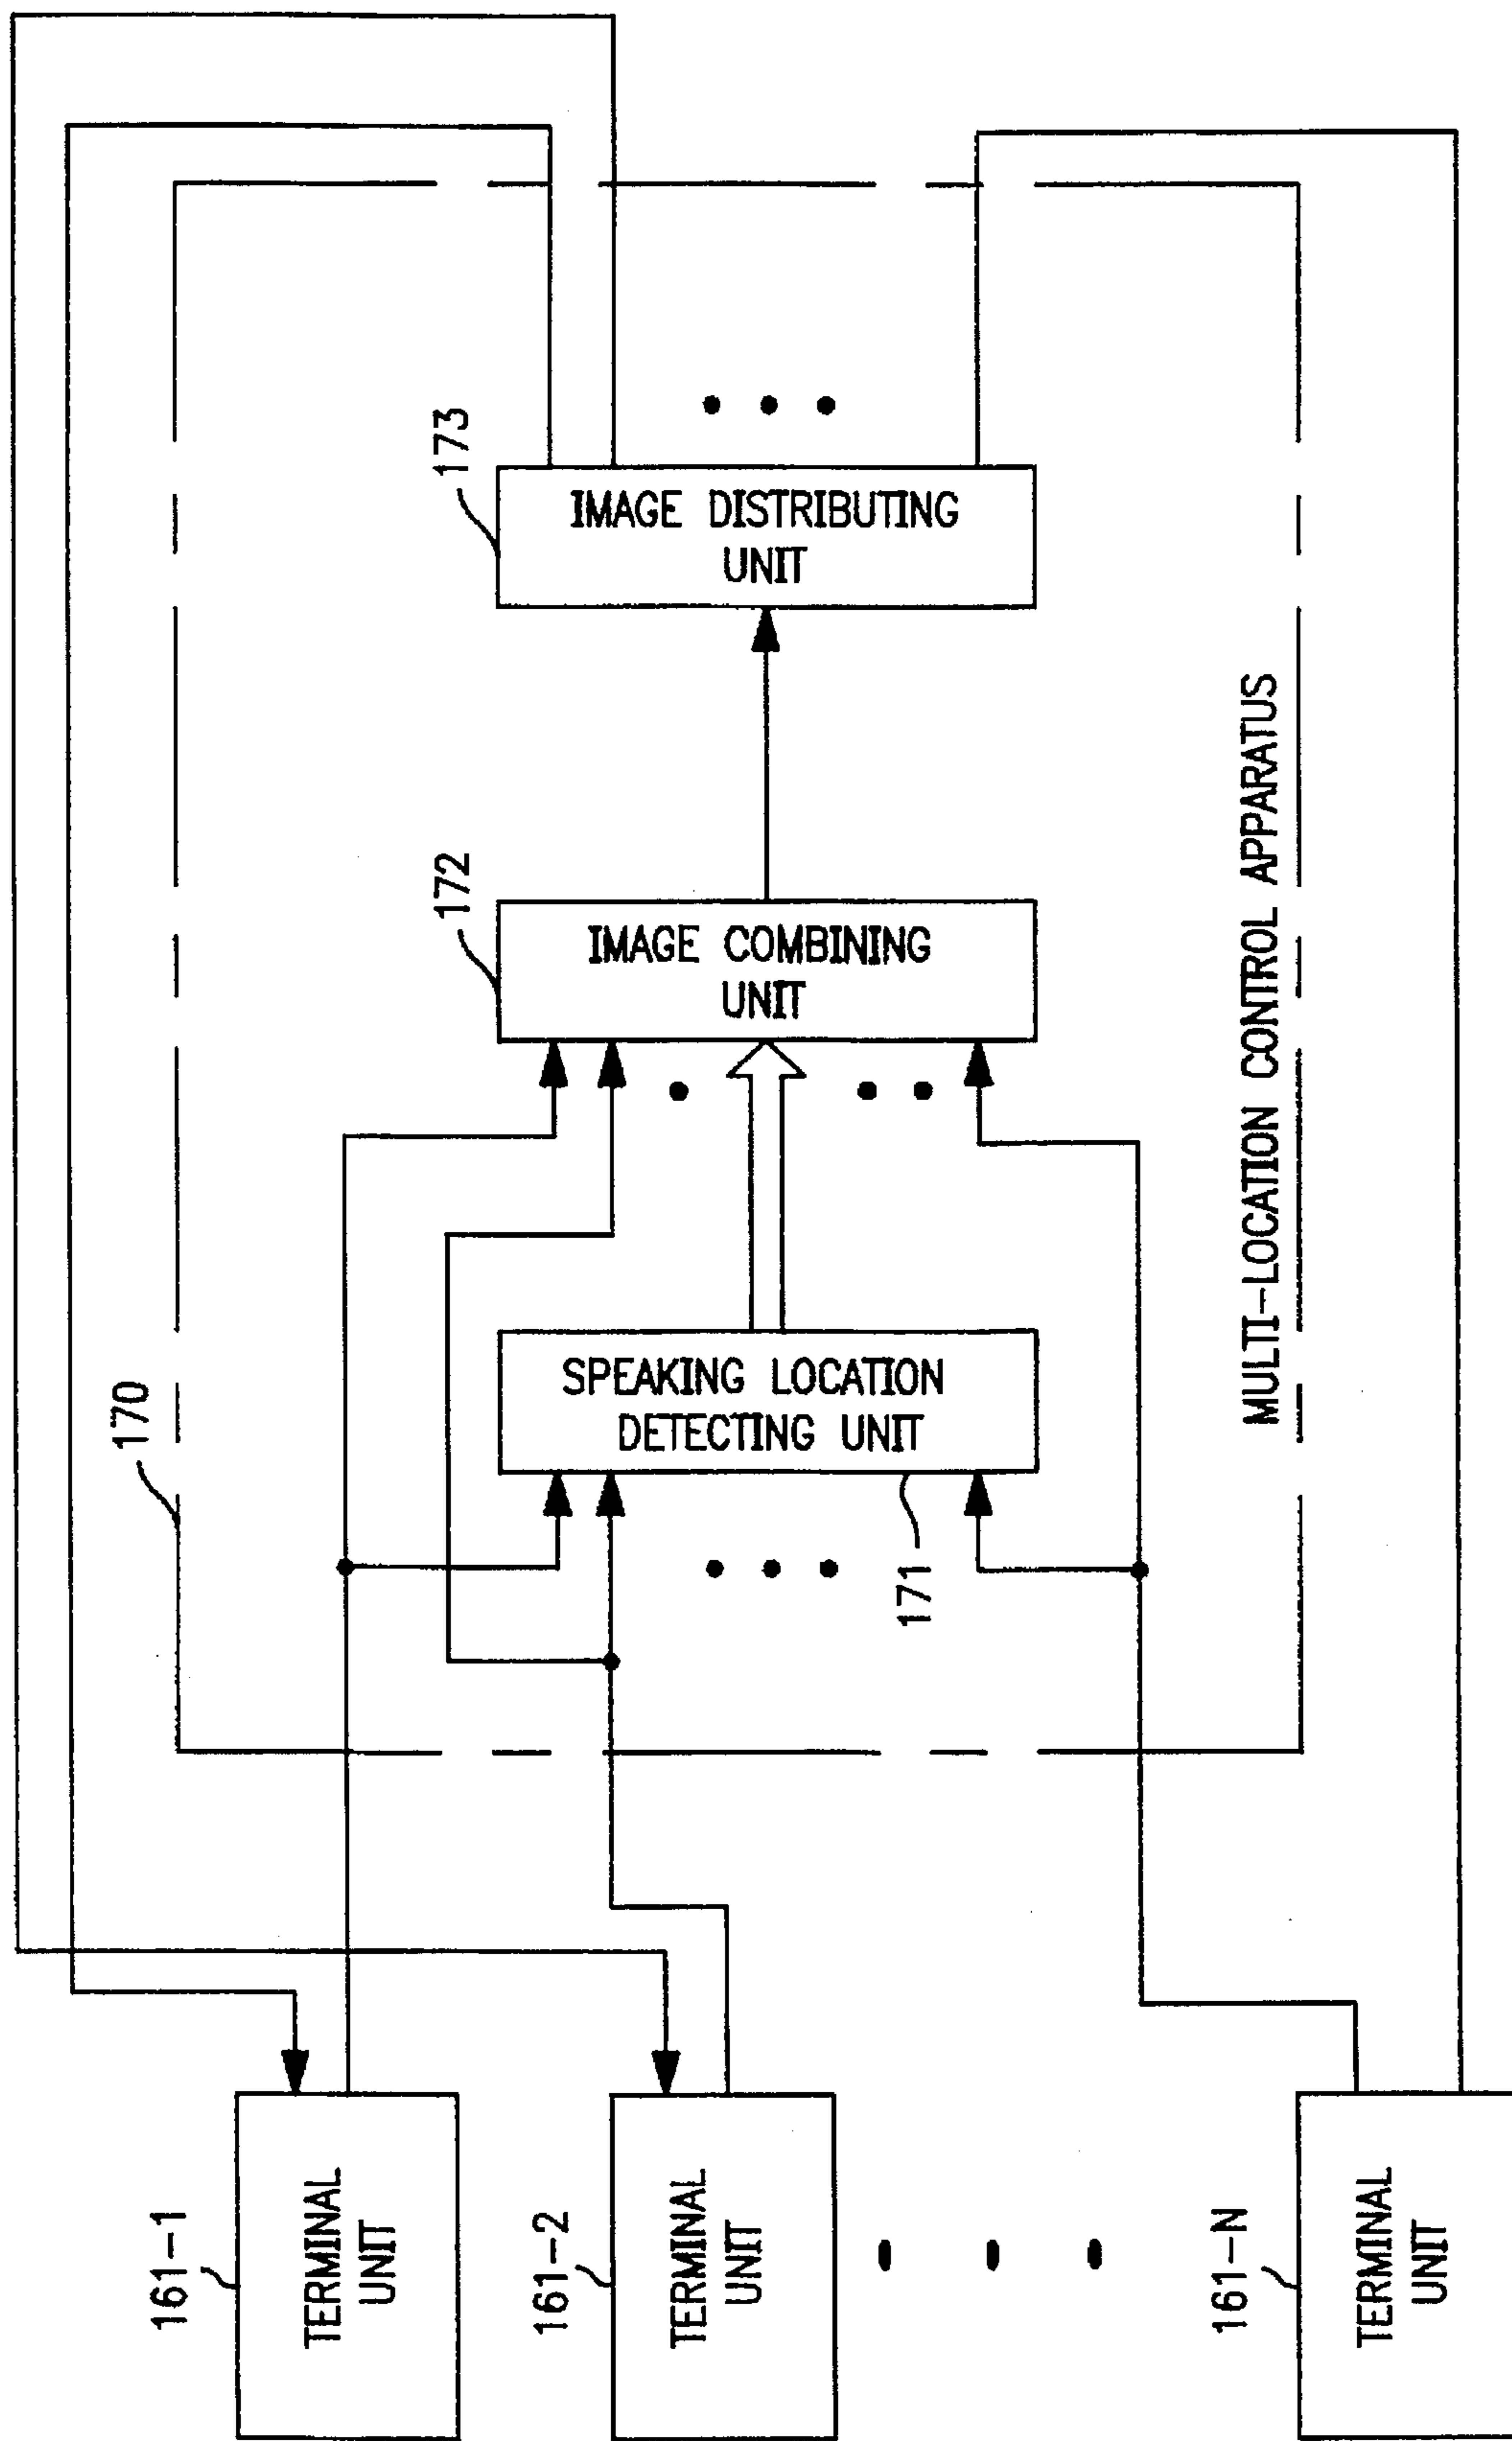 161-1
TERMINAL
UNIT
161-2
TERMINAL
UNIT
161-N
TERMINAL
UNIT
170
171
SPEAKING LOCATION
DETECTING UNIT
172
IMAGE COMBINING
UNIT
173
IMAGE DISTRIBUTING
UNIT
MULTI-LOCATION CONTROL APPARATUS